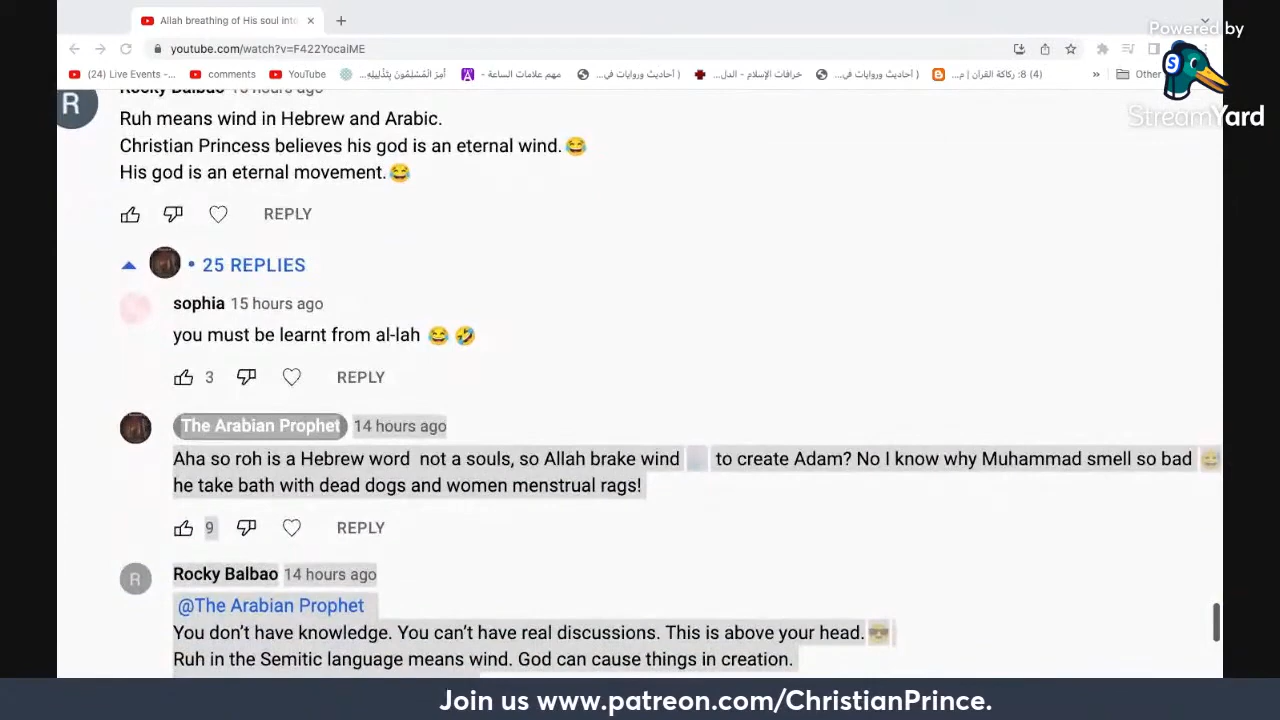 Allah breathing of His soul into
Powered by
youtube.com/watch?v=F422YocaiME
(24) Live Events -...
comments
YouTube
أمِرَ المُسْلِمُونَ بِتَذْلِيلِهِ...
مهم علامات الساعة -
( أحاديث وروايات في...
خرافات الإسلام - الدل...
( أحاديث وروايات في...
(4) 8: ركاكة القران | م...
»
Other
StreamYard
R
Rocky Balbao 15 hours ago
Ruh means wind in Hebrew and Arabic.
Christian Princess believes his god is an eternal wind. 😂
His god is an eternal movement. 😂
REPLY
• 25 REPLIES
sophia 15 hours ago
you must be learnt from al-lah 😂 🤣
3 REPLY
The Arabian Prophet 14 hours ago
Aha so roh is a Hebrew word not a souls, so Allah brake wind to create Adam? No I know why Muhammad smell so bad
he take bath with dead dogs and women menstrual rags!
9 REPLY
R Rocky Balbao 14 hours ago
@The Arabian Prophet
You don’t have knowledge. You can’t have real discussions. This is above your head. 😎
Ruh in the Semitic language means wind. God can cause things in creation.
Join us www.patreon.com/ChristianPrince.